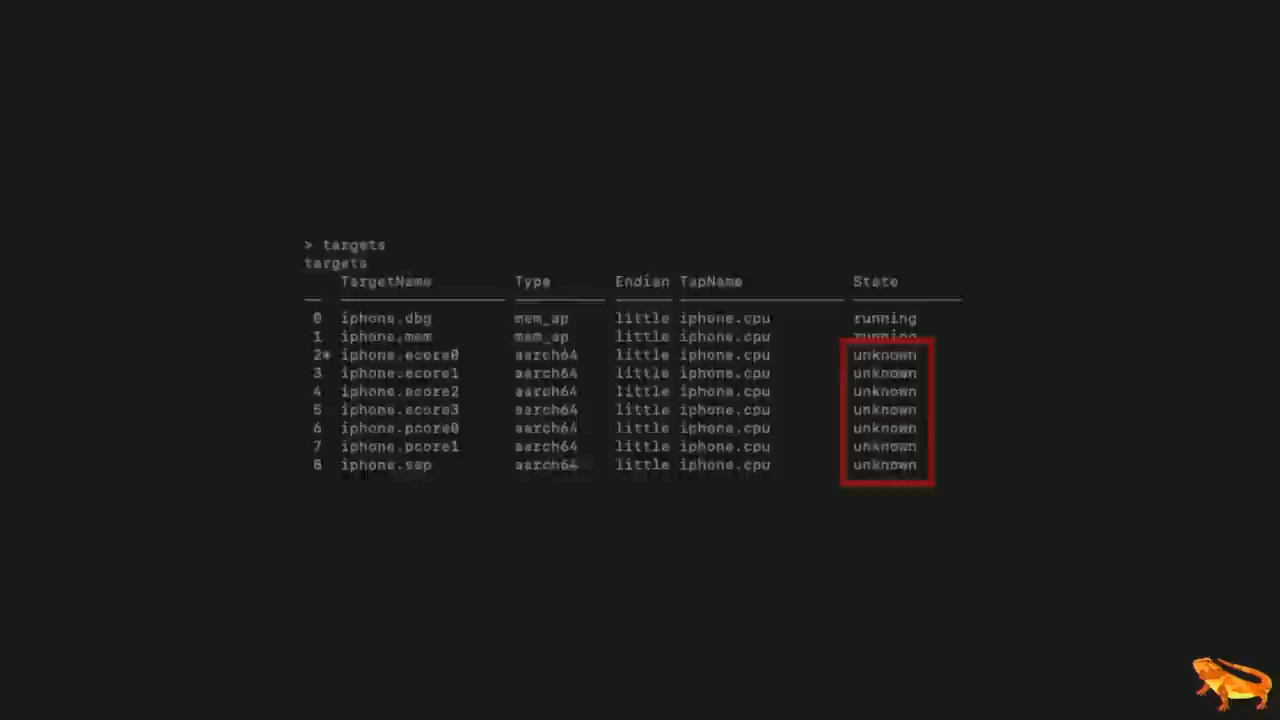 > targets
targets
TargetName Type Endian TapName State
0 iphone.dbg mem_ap little iphone.cpu running
1 iphone.mem mem_ap little iphone.cpu running
2* iphone.ecore0 aarch64 little iphone.cpu unknown
3 iphone.ecore1 aarch64 little iphone.cpu unknown
4 iphone.ecore2 aarch64 little iphone.cpu unknown
5 iphone.ecore3 aarch64 little iphone.cpu unknown
6 iphone.pcore0 aarch64 little iphone.cpu unknown
7 iphone.pcore1 aarch64 little iphone.cpu unknown
8 iphone.sep aarch64 little iphone.cpu unknown